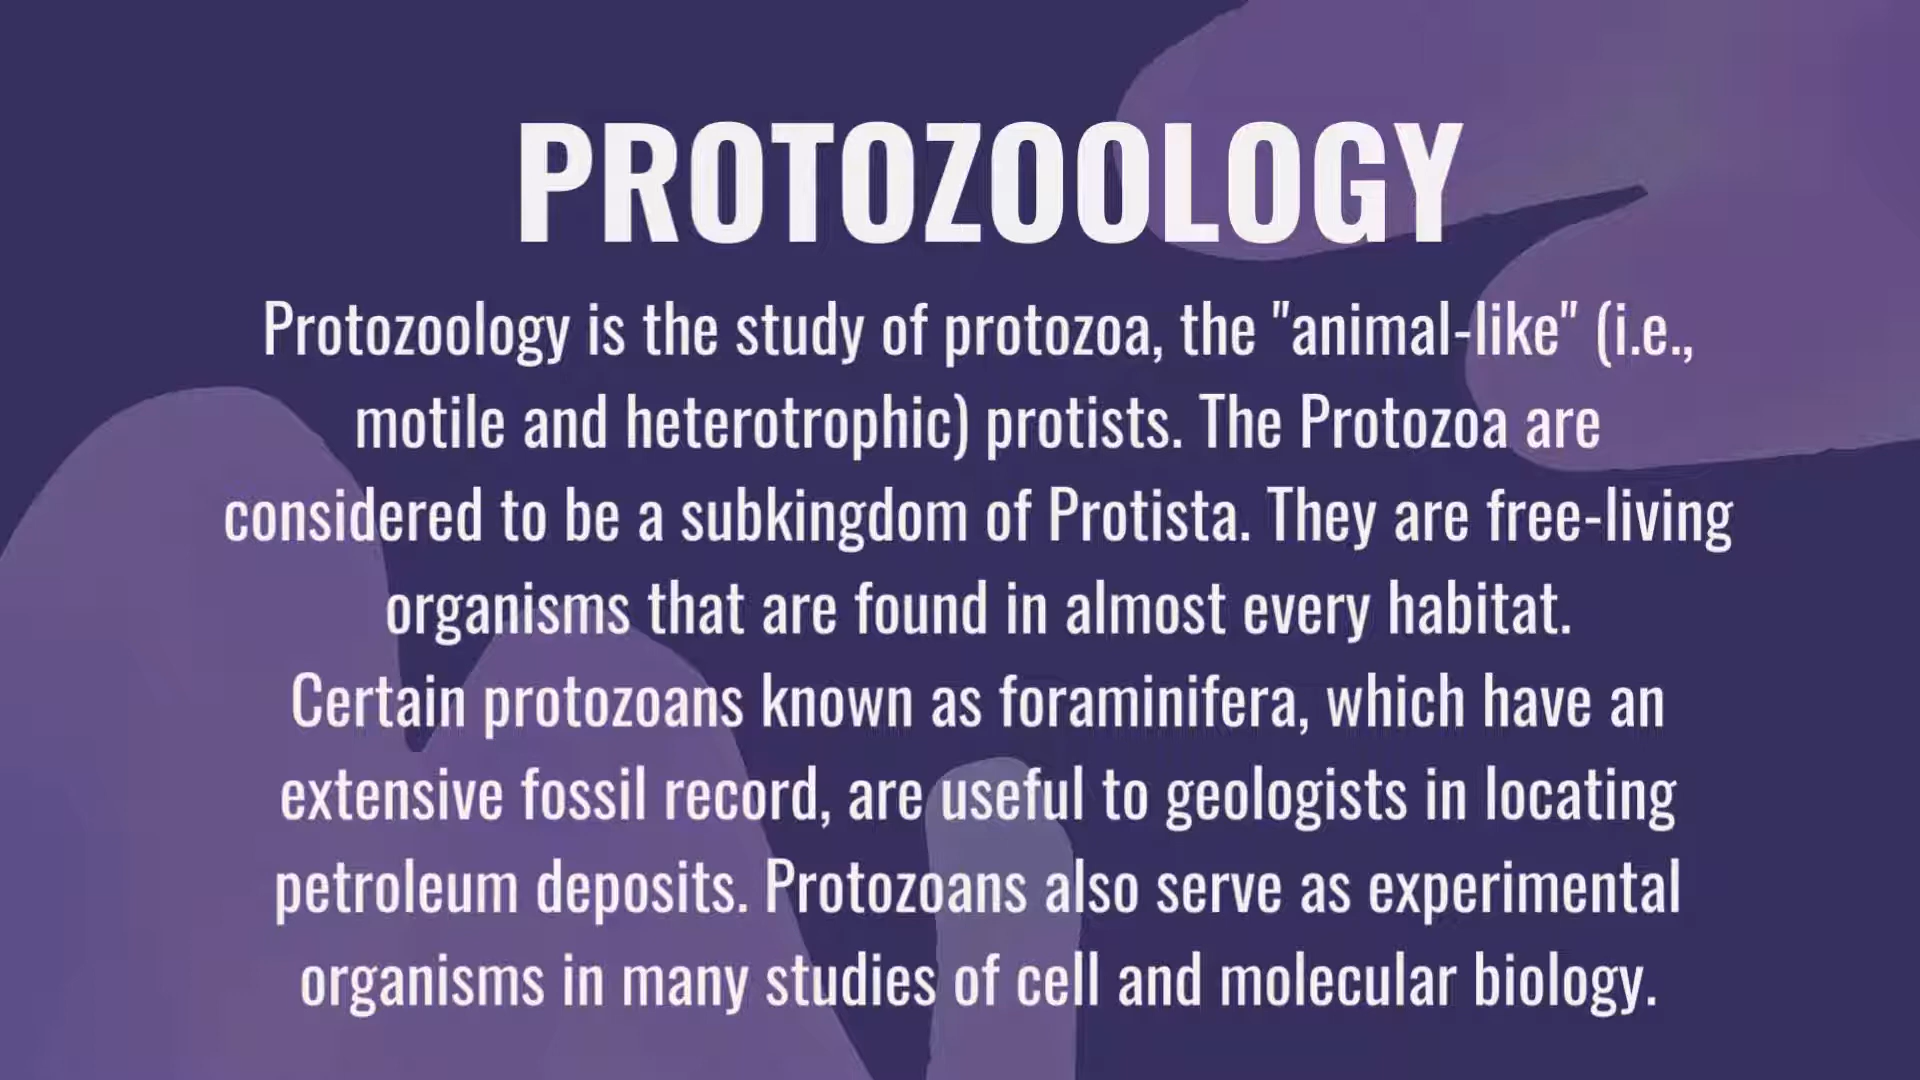 PROTOZOOLOGY
Protozoology is the study of protozoa, the "animal-like" (i.e.,
motile and heterotrophic) protists. The Protozoa are
considered to be a subkingdom of Protista. They are free-living
organisms that are found in almost every habitat.
Certain protozoans known as foraminifera, which have an
extensive fossil record, are useful to geologists in locating
petroleum deposits. Protozoans also serve as experimental
organisms in many studies of cell and molecular biology.